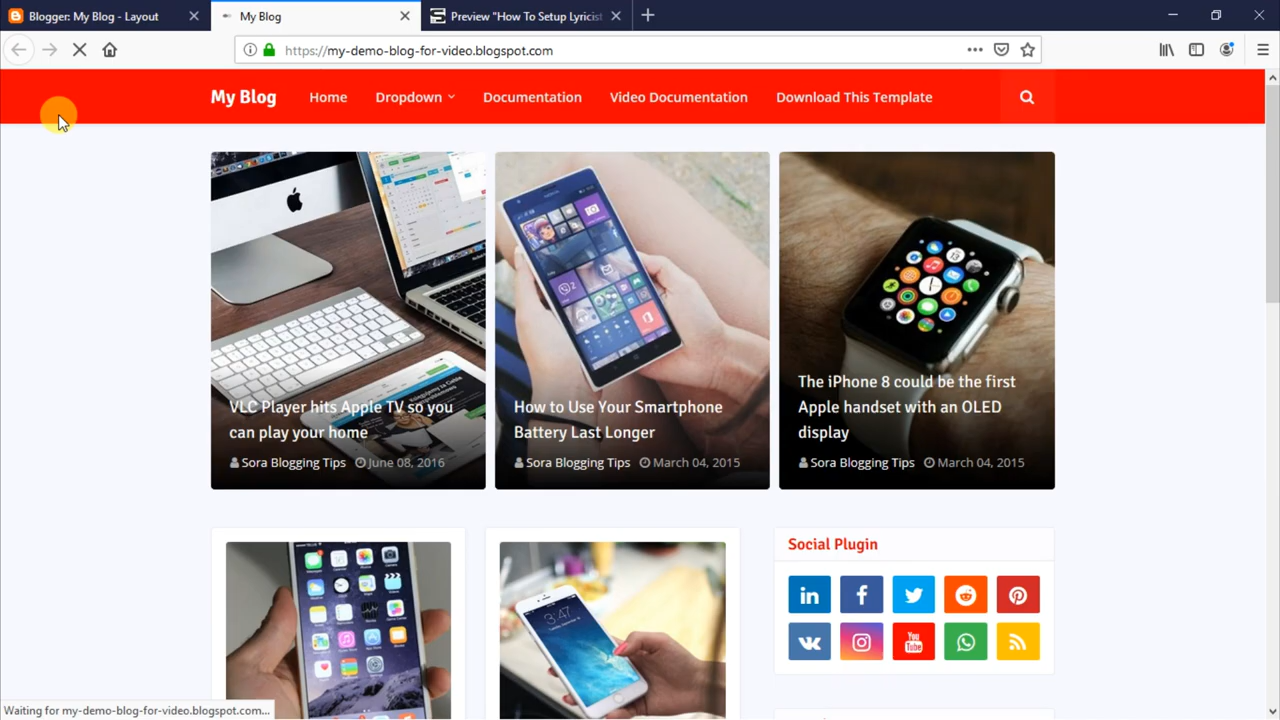 Blogger: My Blog - Layout
My Blog
Preview "How To Setup Lyricist
https://my-demo-blog-for-video.blogspot.com
My Blog
Home
Dropdown
Documentation
Video Documentation
Download This Template
VLC Player hits Apple TV so you
can play your home
Sora Blogging Tips June 08, 2016
How to Use Your Smartphone
Battery Last Longer
Sora Blogging Tips March 04, 2015
The iPhone 8 could be the first
Apple handset with an OLED
display
Sora Blogging Tips March 04, 2015
3:47
Social Plugin
You
Tube
Waiting for my-demo-blog-for-video.blogspot.com...